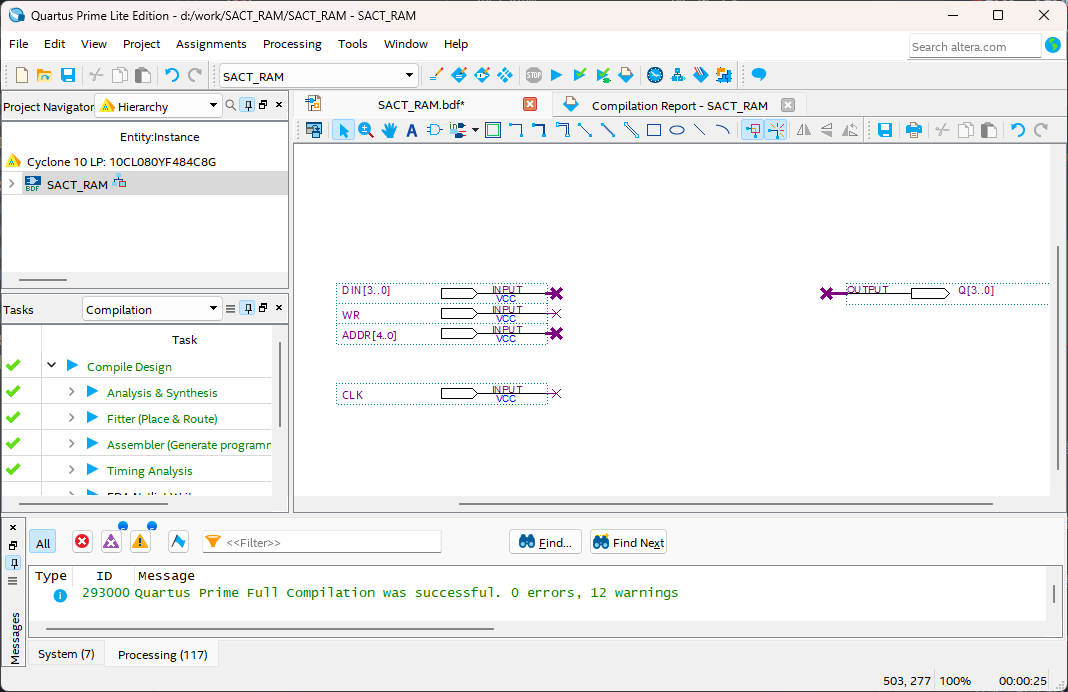 Quartus Prime Lite Edition - d:/work/SACT_RAM/SACT_RAM - SACT_RAM
File Edit View Project Assignments Processing Tools Window Help
Search altera.com
SACT_RAM
STOP
Project Navigator Hierarchy
SACT_RAM.bdf*
Compilation Report - SACT_RAM
Entity:Instance
Cyclone 10 LP: 10CL080YF484C8G
BDF SACT_RAM
DIN[3..0] INPUT
VCC
WR INPUT
VCC
ADDR[4..0] INPUT
VCC
CLK INPUT
VCC
OUTPUT Q[3..0]
Tasks Compilation
Task
Compile Design
Analysis & Synthesis
Fitter (Place & Route)
Assembler (Generate programm
Timing Analysis
All
<<Filter>>
Find...
Find Next
Type ID Message
293000 Quartus Prime Full Compilation was successful. 0 errors, 12 warnings
Messages
System (7) Processing (117)
503, 277 100% 00:00:25